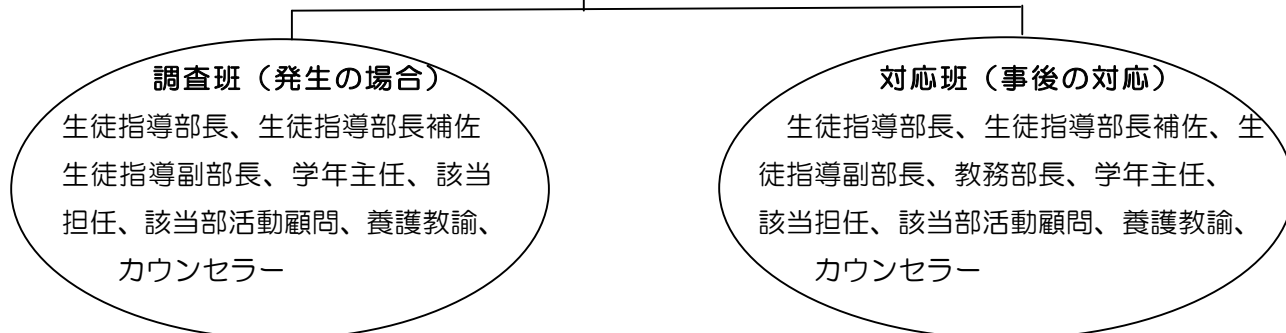 調査班（発生の場合）
生徒指導部長、生徒指導部長補佐
生徒指導副部長、学年主任、該当
担任、該当部活動顧問、養護教諭、
カウンセラー
対応班（事後の対応）
生徒指導部長、生徒指導部長補佐、生
徒指導副部長、教務部長、学年主任、
該当担任、該当部活動顧問、養護教諭、
カウンセラー